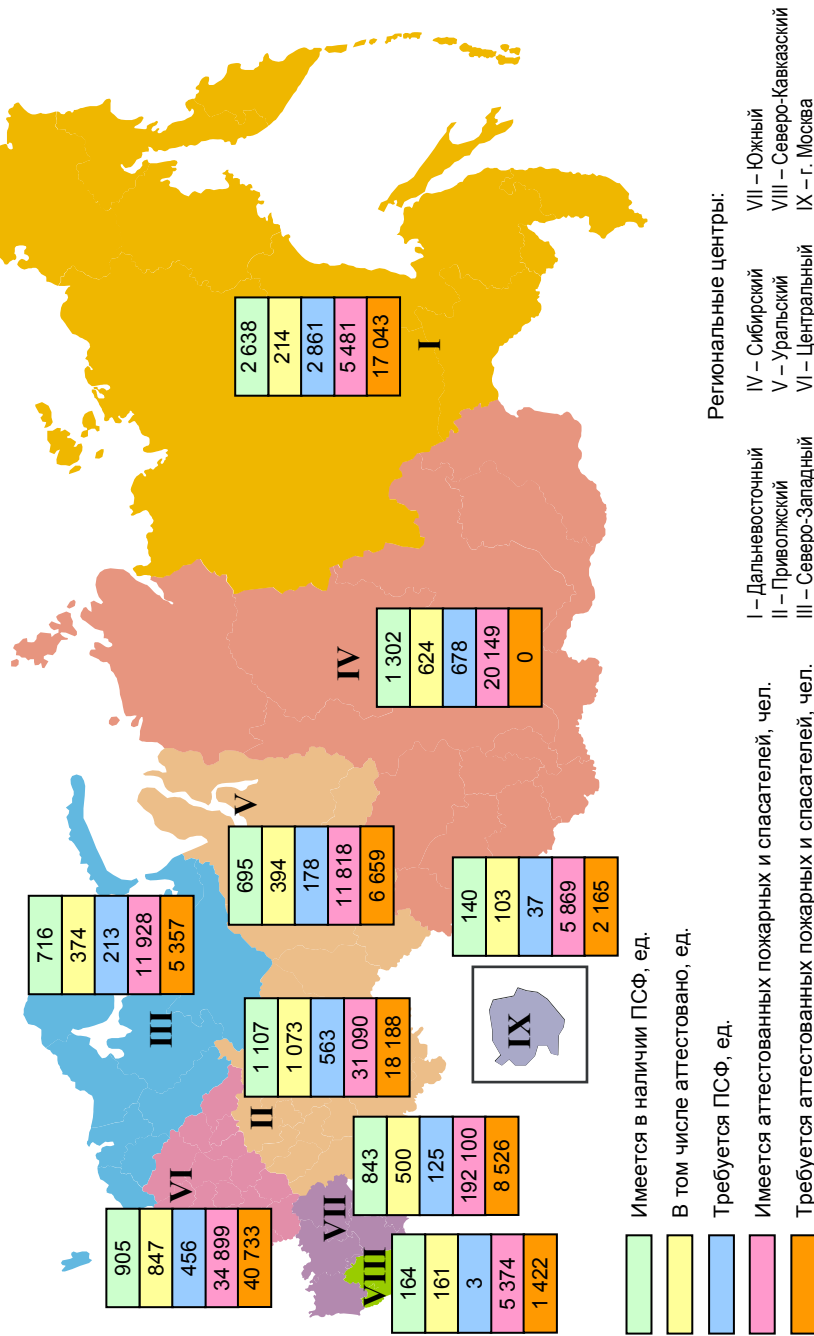 905
847
456
34 899
40 733
VI
716
374
213
11 928
5 357
III
1 107
1 073
563
31 090
18 188
II
695
394
178
11 818
6 659
V
2 638
214
2 861
5 481
17 043
I
1 302
624
678
20 149
0
IV
843
500
125
192 100
8 526
VII
164
161
3
5 374
1 422
VIII
140
103
37
5 869
2 165
IX
Имеется в наличии ПСФ, ед.
В том числе аттестовано, ед.
Требуется ПСФ, ед.
Имеется аттестованных пожарных и спасателей, чел.
Требуется аттестованных пожарных и спасателей, чел.
Региональные центры:
I – Дальневосточный
II – Приволжский
III – Северо-Западный
IV – Сибирский
V – Уральский
VI – Центральный
VII – Южный
VIII – Северо-Кавказский
IX – г. Москва